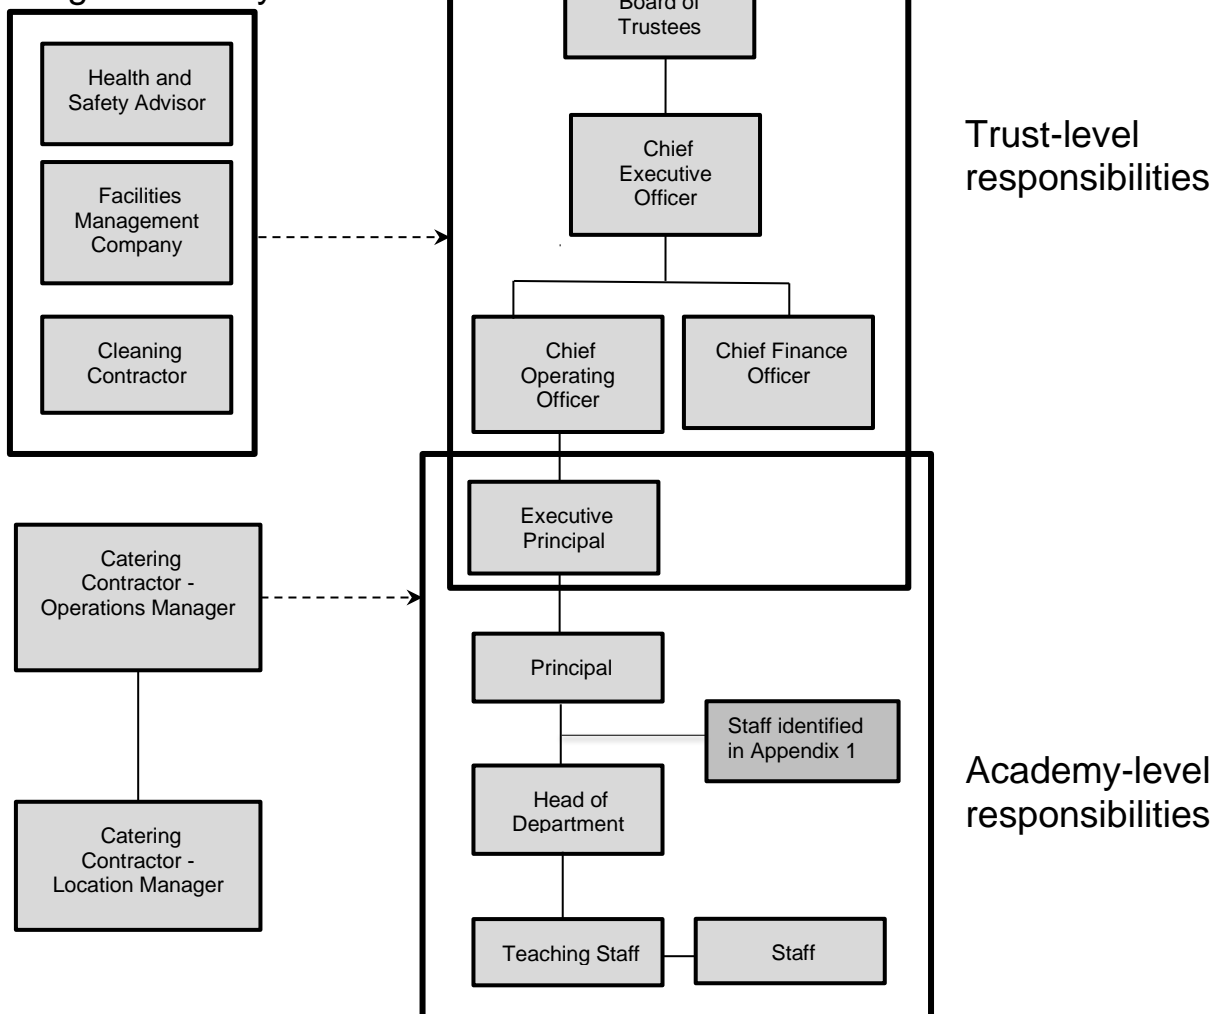 Board of
Trustees
Health and
Safety Advisor
Facilities
Management
Company
Cleaning
Contractor
Chief
Executive
Officer
Trust-level
responsibilities
Chief
Operating
Officer
Chief Finance
Officer
Executive
Principal
Catering
Contractor -
Operations Manager
Principal
Staff identified
in Appendix 1
Head of
Department
Academy-level
responsibilities
Catering
Contractor -
Location Manager
Teaching Staff
Staff